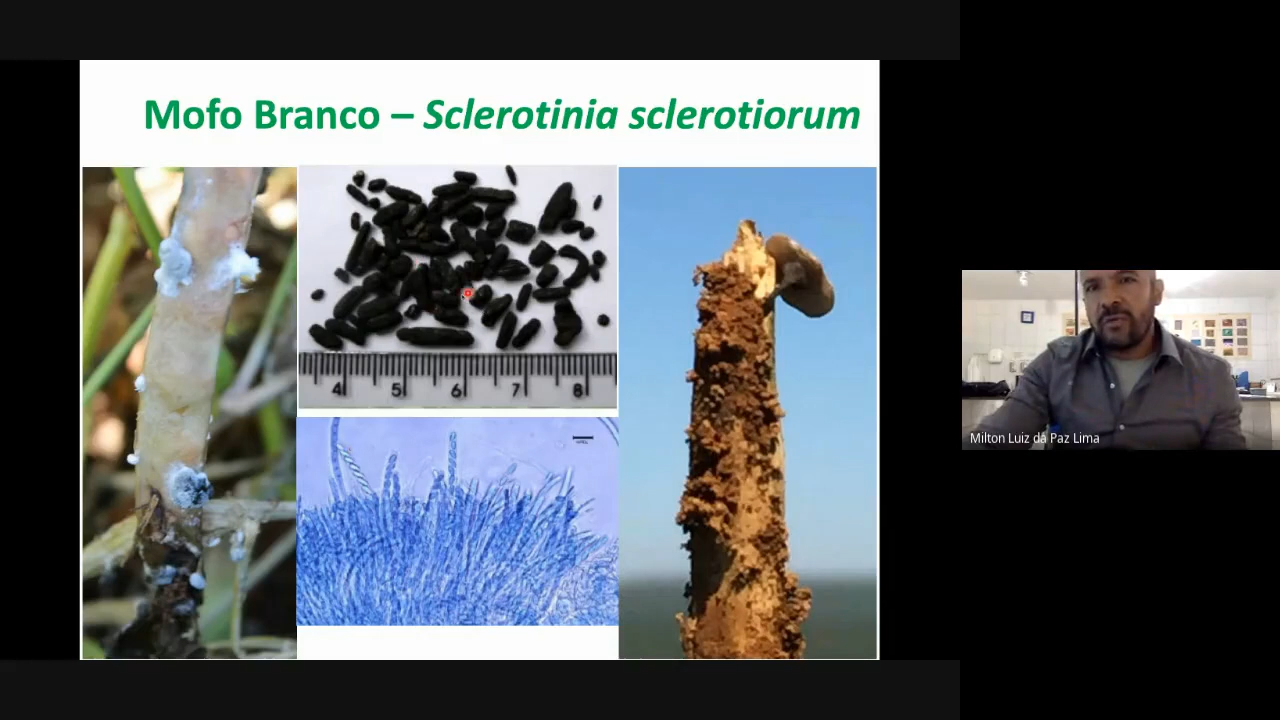 Mofo Branco – Sclerotinia sclerotiorum
4 5 6 7 8
Milton Luiz da Paz Lima